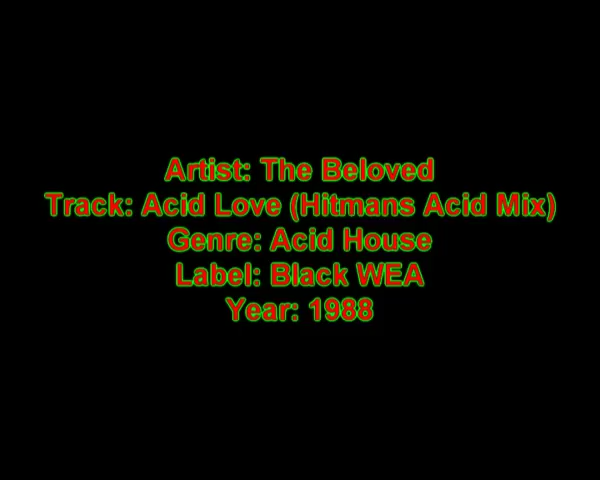 Artist: The Beloved
Track: Acid Love (Hitmans Acid Mix)
Genre: Acid House
Label: Black WEA
Year: 1988